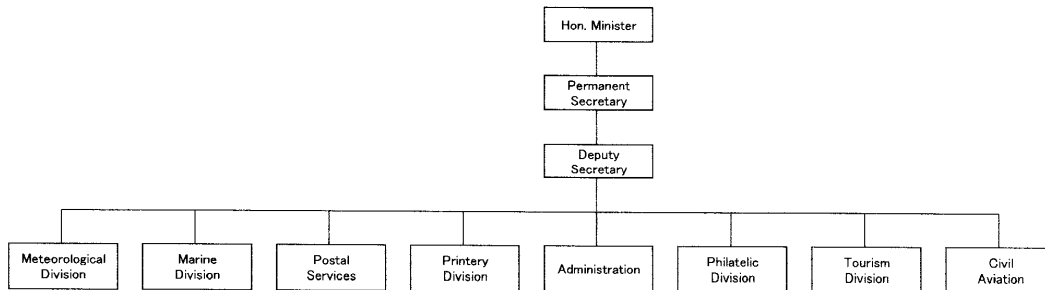 Hon. Minister
Permanent
Secretary
Deputy
Secretary
Meteorological
Division
Marine
Division
Postal
Services
Printery
Division
Administration
Philatelic
Division
Tourism
Division
Civil
Aviation